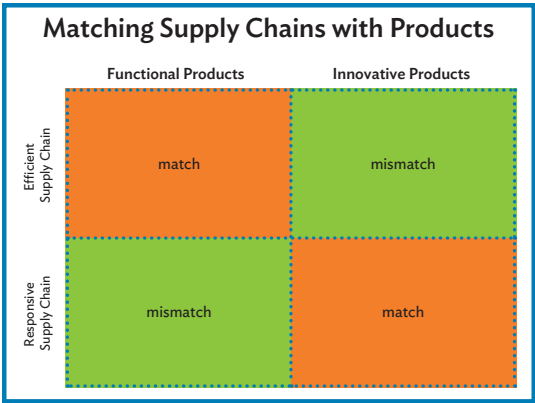 Matching Supply Chains with Products
Functional Products
Innovative Products
Efficient
Supply Chain
match
mismatch
Responsive
Supply Chain
mismatch
match